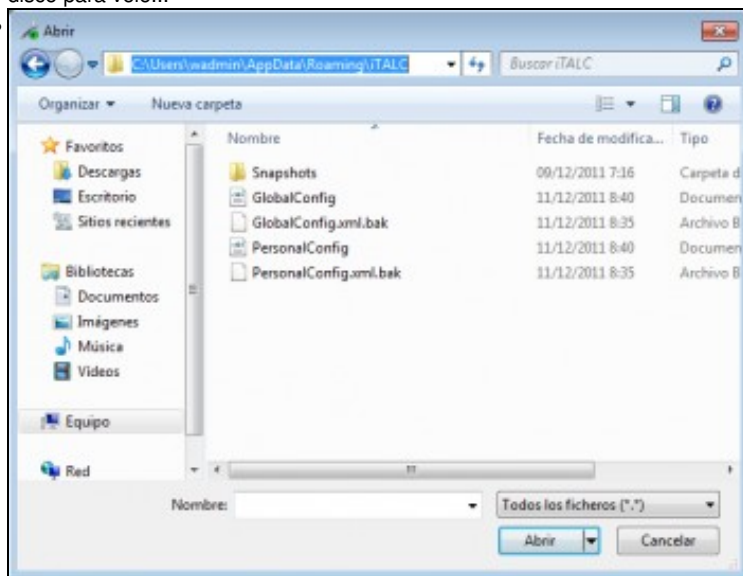 Abrir
C:\Users\wadmin\AppData\Roaming\iTALC
Buscar iTALC
Organizar
Nueva carpeta
Favoritos
Descargas
Escritorio
Sitios recientes
Bibliotecas
Documentos
Imágenes
Música
Vídeos
Equipo
Red
Nombre Fecha de modifica... Tipo
Snapshots 09/12/2011 7:16 Carpeta d
GlobalConfig 11/12/2011 8:40 Documen
GlobalConfig.xml.bak 11/12/2011 8:35 Archivo B
PersonalConfig 11/12/2011 8:40 Documen
PersonalConfig.xml.bak 11/12/2011 8:35 Archivo B
Nombre:
Todos los ficheros (*.*)
Abrir
Cancelar